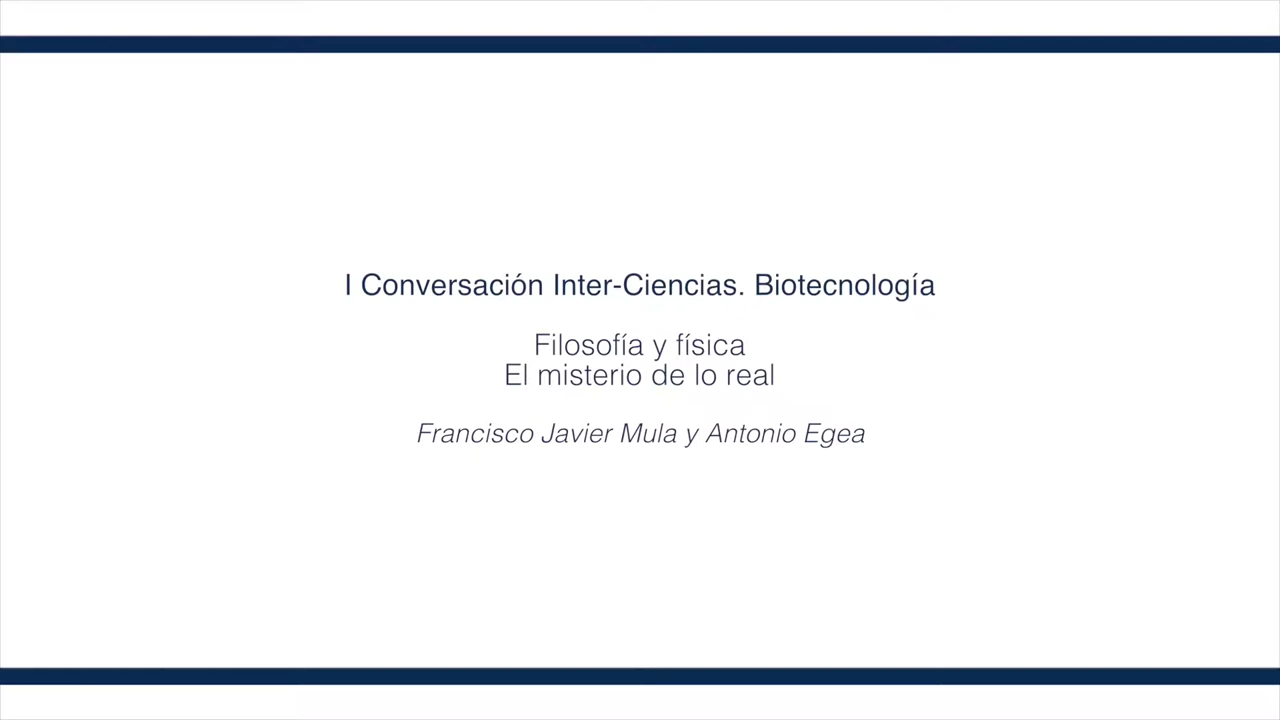 I Conversación Inter-Ciencias. Biotecnología
Filosofía y física
El misterio de lo real
Francisco Javier Mula y Antonio Egea